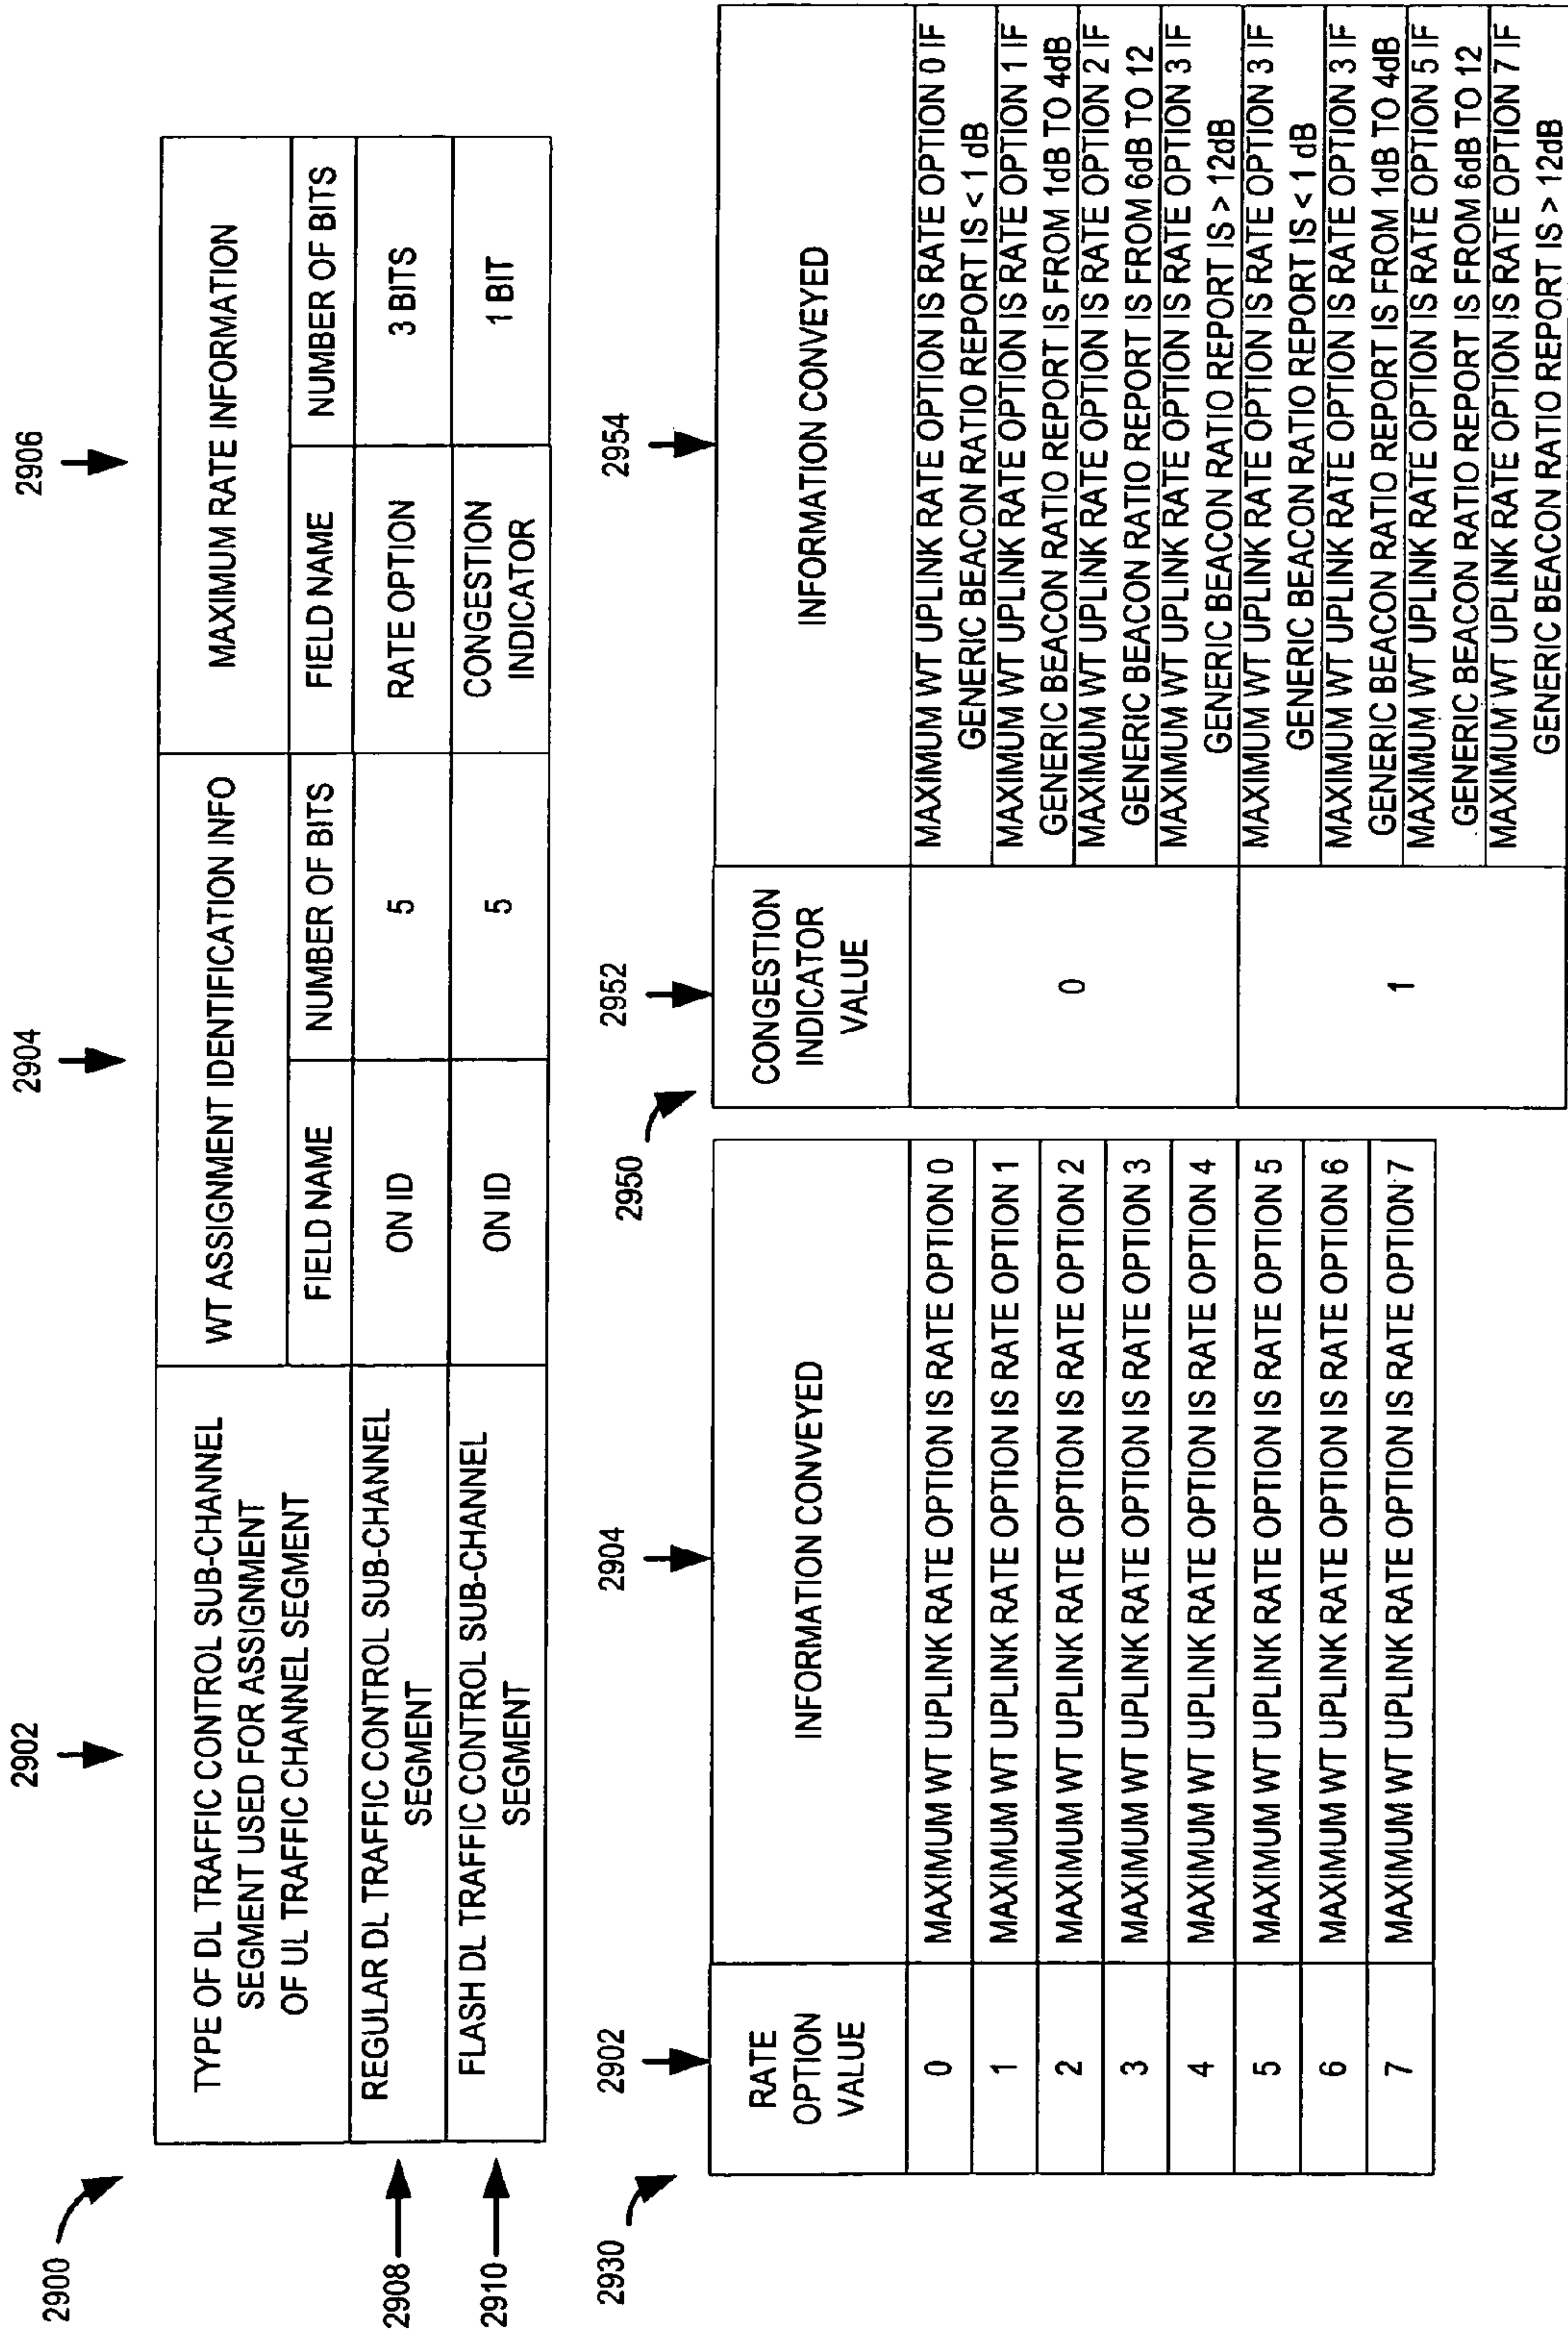 2900
2902
2904
2906
TYPE OF DL TRAFFIC CONTROL SUB-CHANNEL
SEGMENT USED FOR ASSIGNMENT
OF UL TRAFFIC CHANNEL SEGMENT
WT ASSIGNMENT IDENTIFICATION INFO
MAXIMUM RATE INFORMATION
FIELD NAME
NUMBER OF BITS
FIELD NAME
NUMBER OF BITS
2908
REGULAR DL TRAFFIC CONTROL SUB-CHANNEL
SEGMENT
ON ID
5
RATE OPTION
3 BITS
2910
FLASH DL TRAFFIC CONTROL SUB-CHANNEL
SEGMENT
ON ID
5
CONGESTION
INDICATOR
1 BIT
2930
2902
2904
RATE
OPTION
VALUE
INFORMATION CONVEYED
0
MAXIMUM WT UPLINK RATE OPTION IS RATE OPTION 0
1
MAXIMUM WT UPLINK RATE OPTION IS RATE OPTION 1
2
MAXIMUM WT UPLINK RATE OPTION IS RATE OPTION 2
3
MAXIMUM WT UPLINK RATE OPTION IS RATE OPTION 3
4
MAXIMUM WT UPLINK RATE OPTION IS RATE OPTION 4
5
MAXIMUM WT UPLINK RATE OPTION IS RATE OPTION 5
6
MAXIMUM WT UPLINK RATE OPTION IS RATE OPTION 6
7
MAXIMUM WT UPLINK RATE OPTION IS RATE OPTION 7
2950
2952
2954
CONGESTION
INDICATOR
VALUE
INFORMATION CONVEYED
0
MAXIMUM WT UPLINK RATE OPTION IS RATE OPTION 0 IF
GENERIC BEACON RATIO REPORT IS < 1 dB
MAXIMUM WT UPLINK RATE OPTION IS RATE OPTION 1 IF
GENERIC BEACON RATIO REPORT IS FROM 1dB TO 4dB
MAXIMUM WT UPLINK RATE OPTION IS RATE OPTION 2 IF
GENERIC BEACON RATIO REPORT IS FROM 6dB TO 12
MAXIMUM WT UPLINK RATE OPTION IS RATE OPTION 3 IF
GENERIC BEACON RATIO REPORT IS > 12dB
1
MAXIMUM WT UPLINK RATE OPTION IS RATE OPTION 3 IF
GENERIC BEACON RATIO REPORT IS < 1 dB
MAXIMUM WT UPLINK RATE OPTION IS RATE OPTION 3 IF
GENERIC BEACON RATIO REPORT IS FROM 1dB TO 4dB
MAXIMUM WT UPLINK RATE OPTION IS RATE OPTION 5 IF
GENERIC BEACON RATIO REPORT IS FROM 6dB TO 12
MAXIMUM WT UPLINK RATE OPTION IS RATE OPTION 7 IF
GENERIC BEACON RATIO REPORT IS > 12dB